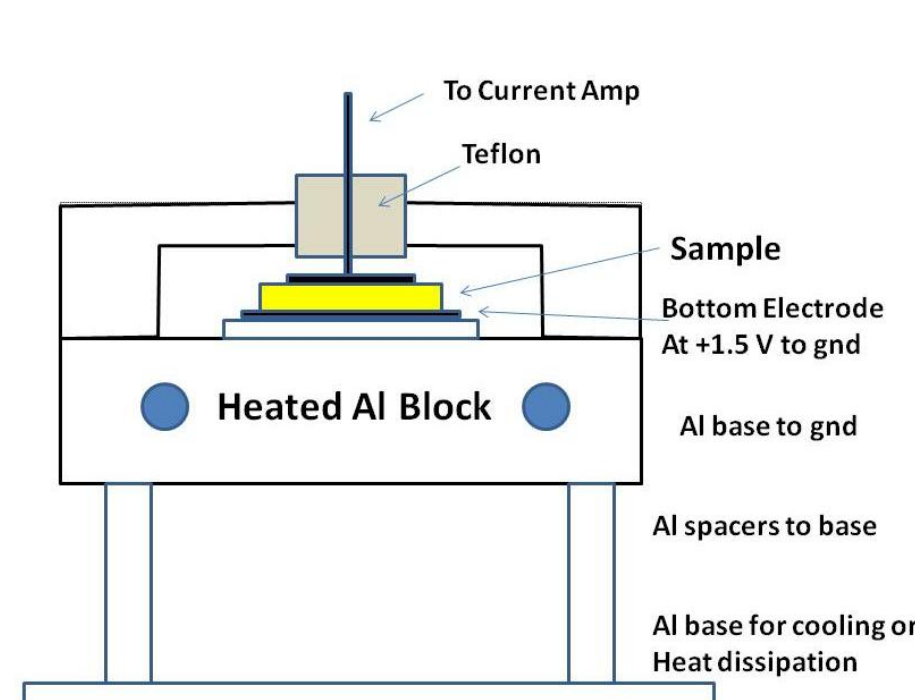 To Current Amp
Teflon
Sample
Bottom Electrode
At +1.5 V to gnd
Heated Al Block
Al base to gnd
Al spacers to base
Al base for cooling or
Heat dissipation